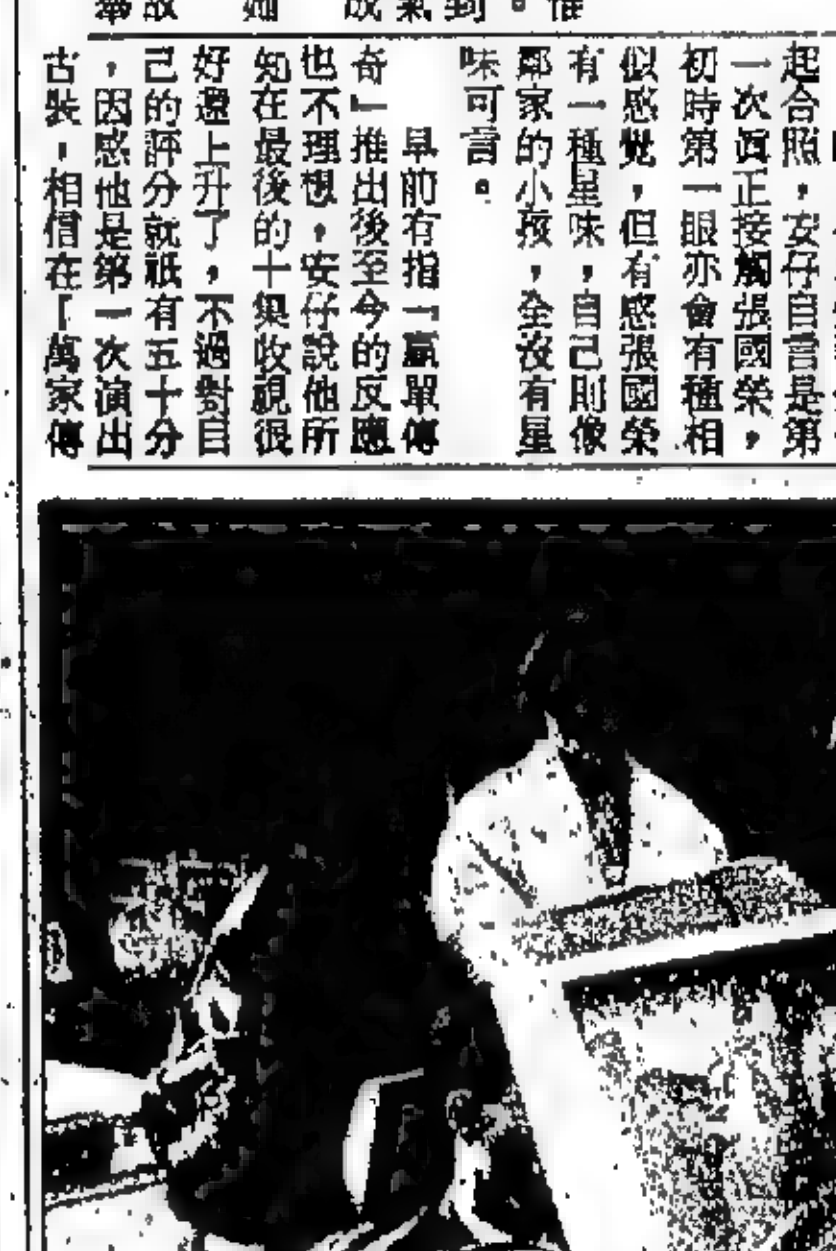 起合照，安仔自言是第
一次眞正接觸張國榮，
初時第一眼亦會有種相
似感覺，但有感張國榮
有一種星味，自己則像
鄰家的小孩，全沒有星
味可言。
早前有指「贏單傳
奇」推出後至今的反應
也不理想，安仔說他所
知在最後的十集收視很
好還上升了，不過對自
己的評分就祇有五十分
，因感他是第一次演出
古裝，相信在「萬家傳